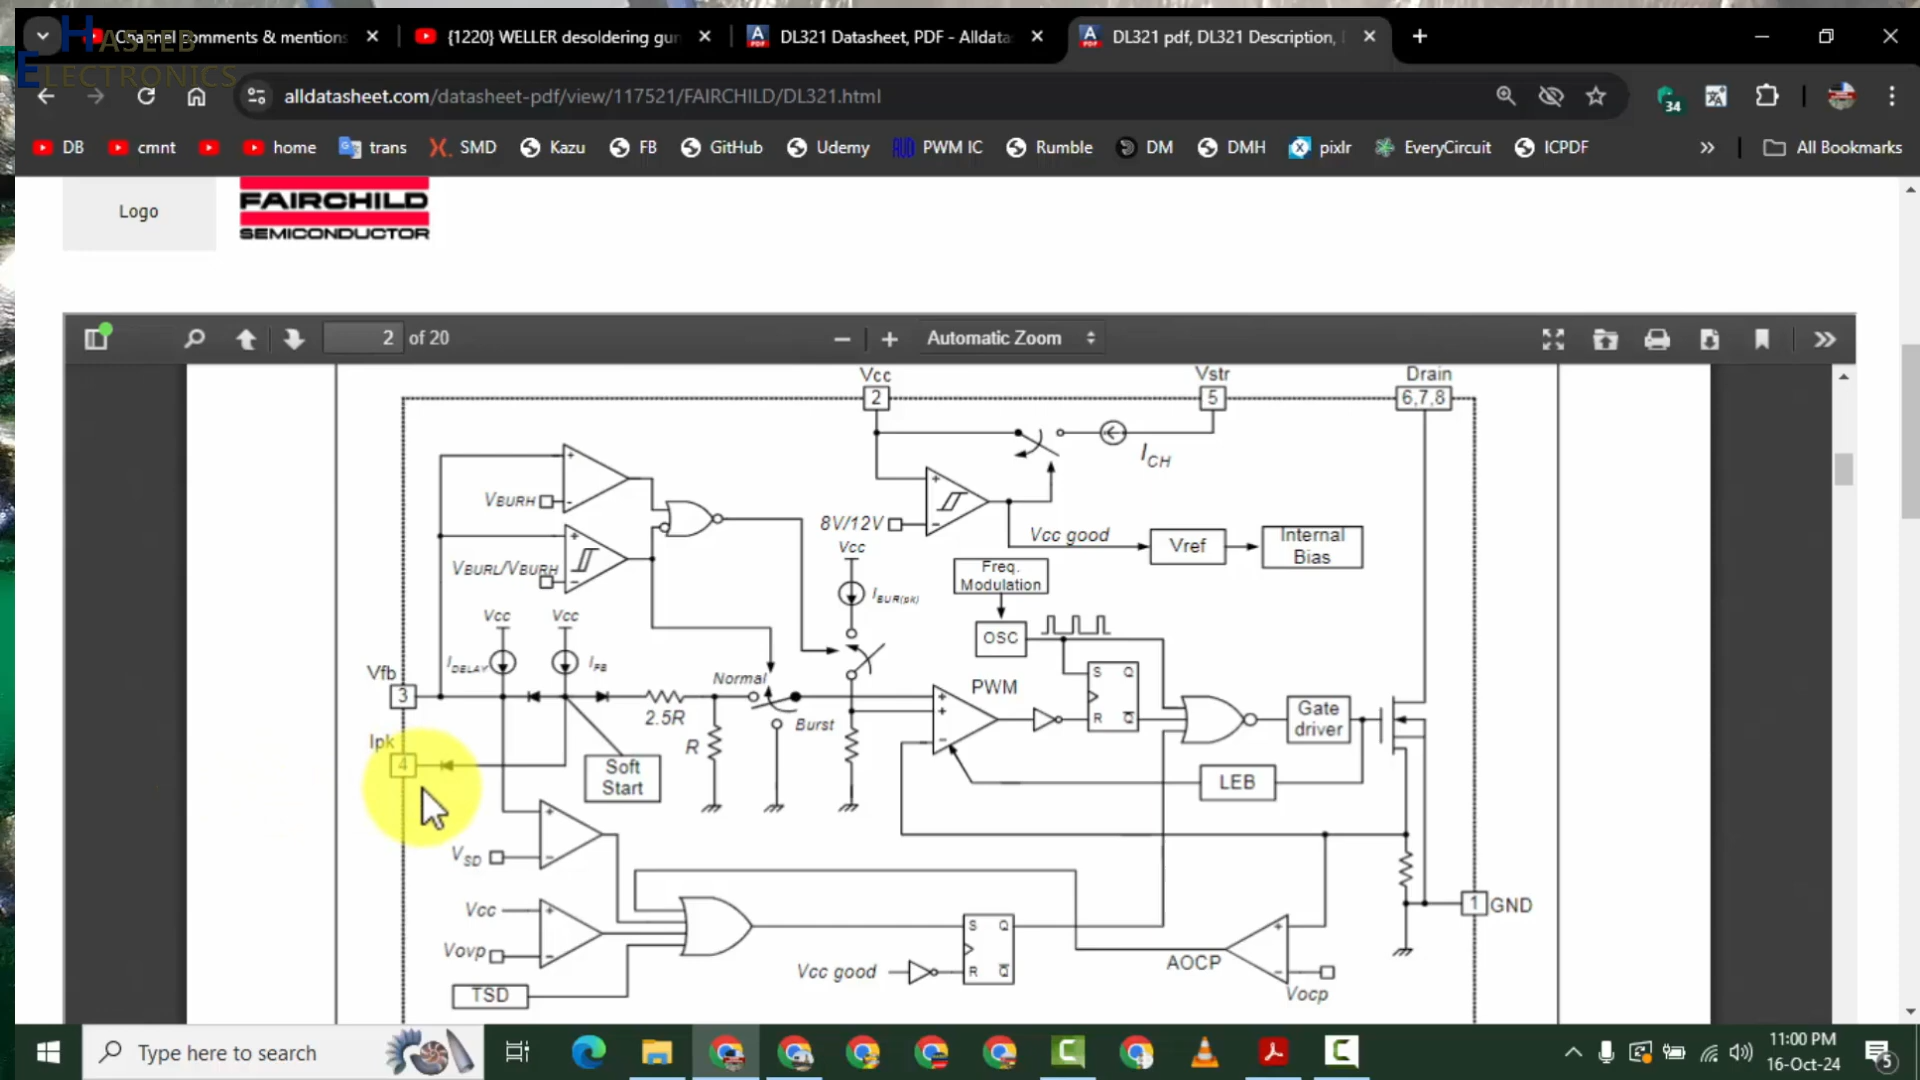 HASEEB
ELECTRONICS
Channel comments & mentions
{1220} WELLER desoldering gun
DL321 Datasheet, PDF - Alldata
DL321 pdf, DL321 Description,
alldatasheet.com/datasheet-pdf/view/117521/FAIRCHILD/DL321.html
34
DB
cmnt
home
trans
SMD
Kazu
FB
GitHub
Udemy
PWM IC
Rumble
DM
DMH
pixlr
EveryCircuit
ICPDF
All Bookmarks
Logo
FAIRCHILD
SEMICONDUCTOR
2 of 20
Automatic Zoom
Vcc
2
Vstr
5
Drain
6,7,8
ICH
VBURH
8V/12V
Vcc good
Vref
Internal
Bias
VBURL/VBURH
Vcc
IBUR(pk)
Freq.
Modulation
OSC
Vcc
Vcc
IDELAY
IFB
Vfb
3
Normal
2.5R
R
Burst
PWM
S Q
R Q
Gate
driver
Ipk
4
Soft
Start
LEB
VSD
Vcc
Vovp
TSD
Vcc good
S Q
R Q
AOCP
Vocp
1 GND
Type here to search
11:00 PM
16-Oct-24
5